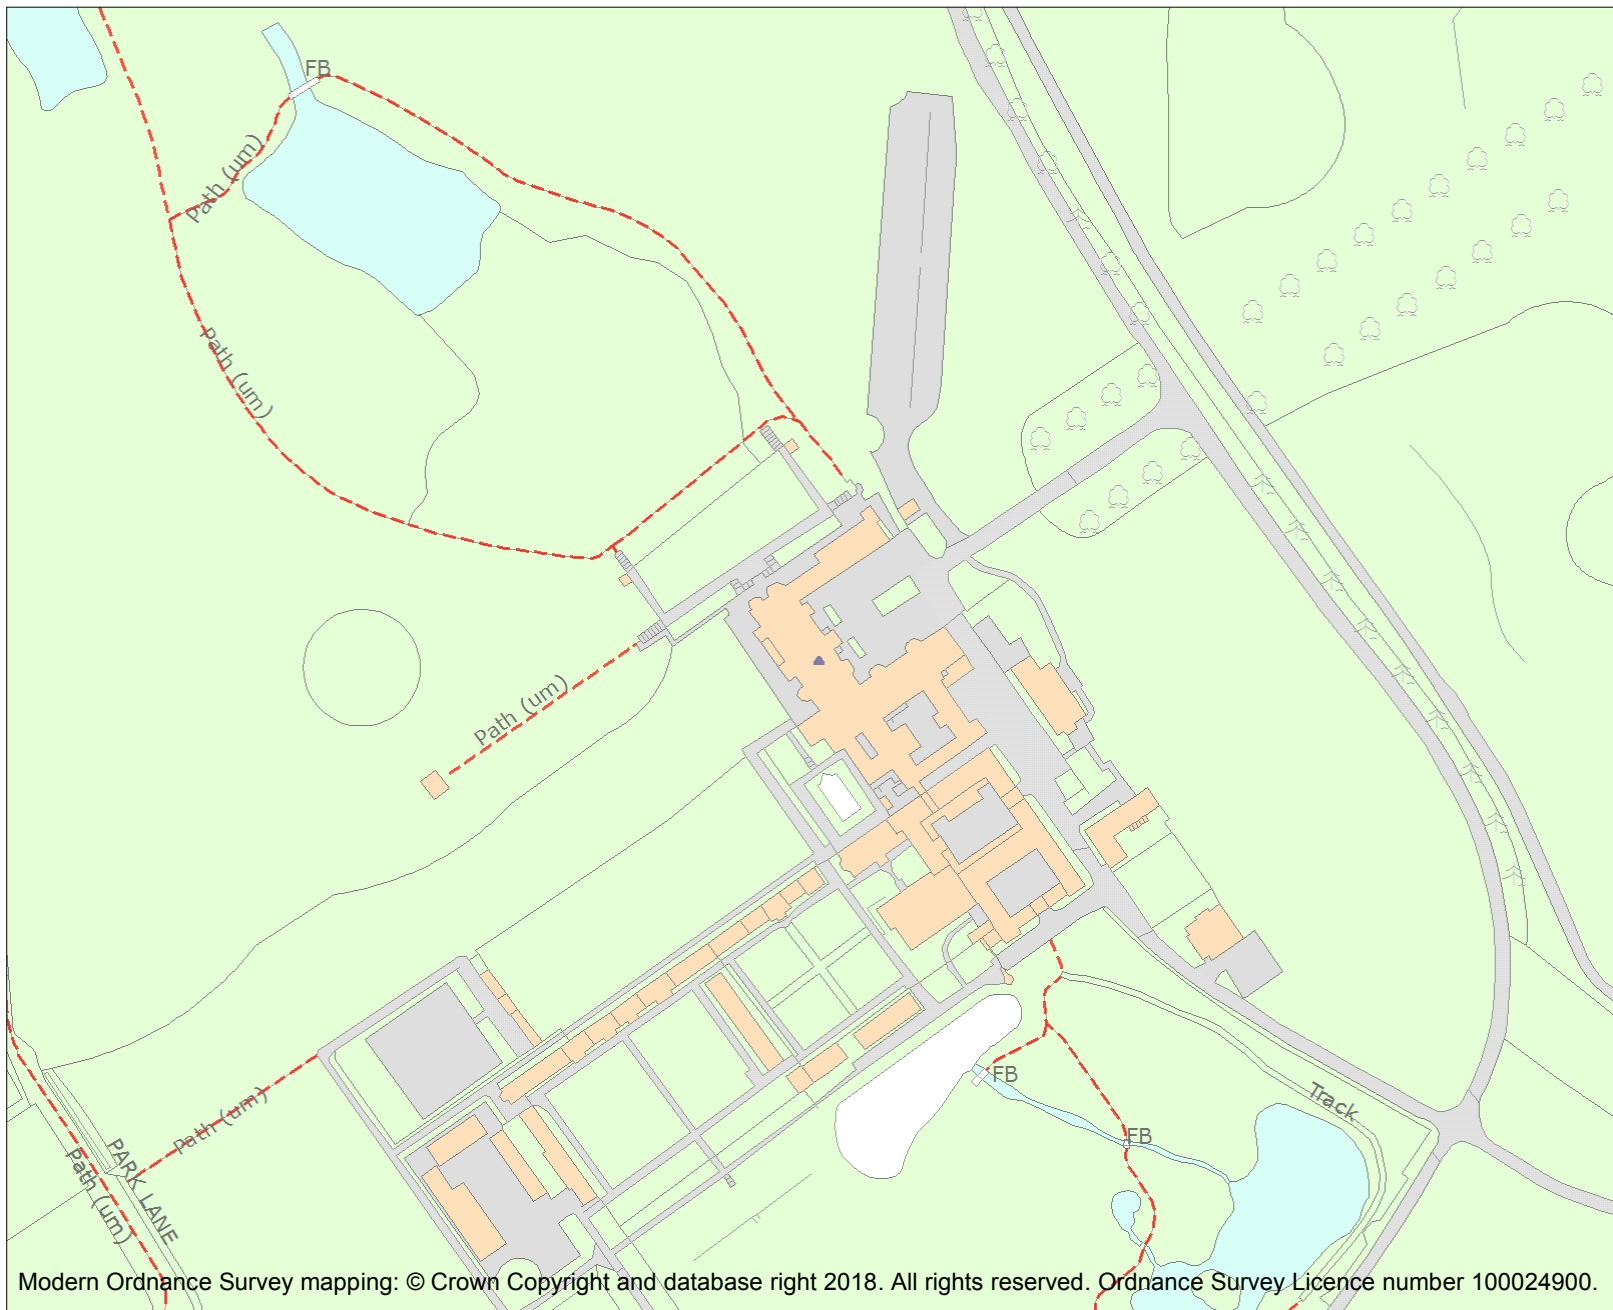 FB
Path (um)
Path (um)
Path (um)
FB
Track
Path (um)
FB
PARK LANE
Path (um)
Modern Ordnance Survey mapping: © Crown Copyright and database right 2018. All rights reserved. Ordnance Survey Licence number 100024900.